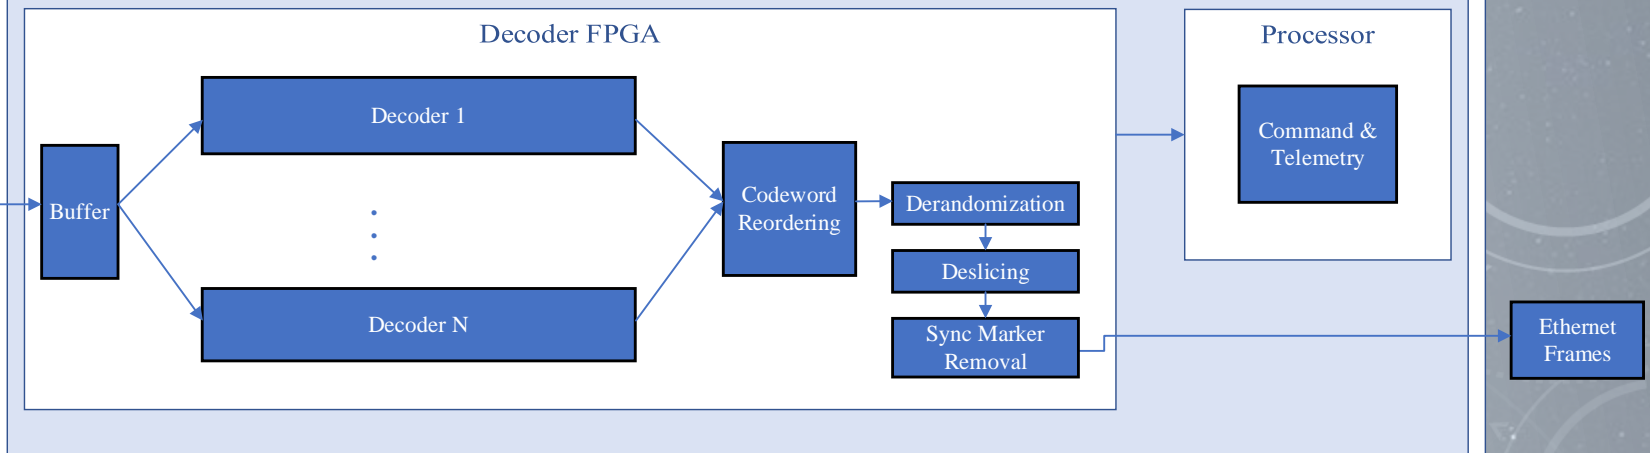 Decoder FPGA
Processor
Decoder 1
Command &
Telemetry
Buffer
Codeword
Reordering
Derandomization
Deslicing
Decoder N
Sync Marker
Removal
Ethernet
Frames